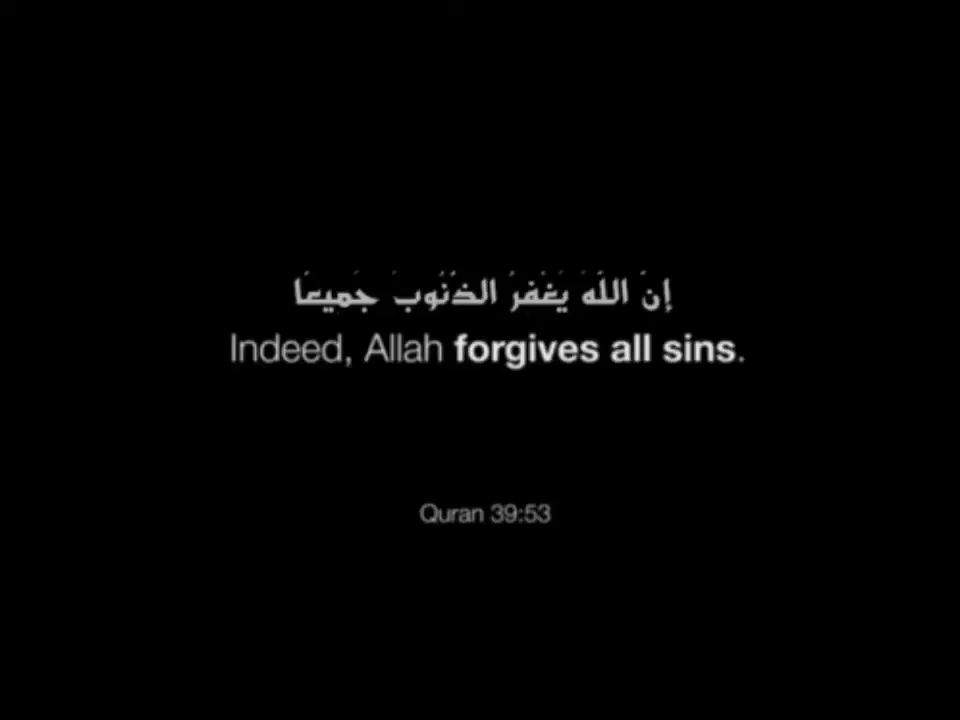 إِنَّ اللَّهَ يَغْفِرُ الذُّنُوبَ جَمِيعًا
Indeed, Allah forgives all sins.
Quran 39:53